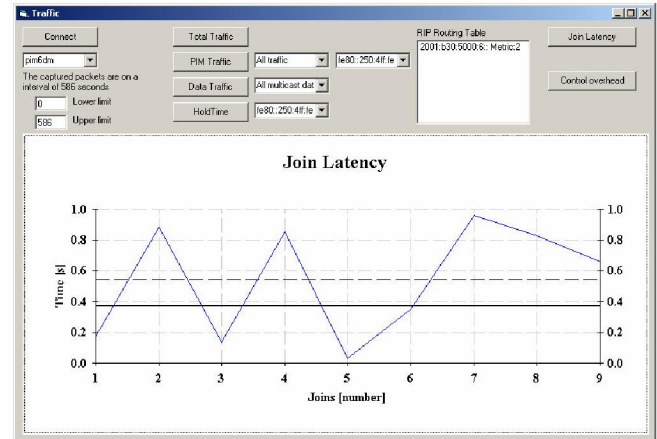 Traffic
Connect
pim6dm
The captured packets are on a
interval of 586 seconds
0 Lower limit
586 Upper limit
Total Traffic
PIM Traffic
All traffic
fe80::250:4ff:fe
Data Traffic
All multicast dat
HoldTime
fe80::250:4ff:fe
RIP Routing Table
2001:b30:5000:6:: Metric:2
Join Latency
Control overhead
Join Latency
Time [s]
1.0
0.8
0.6
0.4
0.2
0.0
1.0
0.8
0.6
0.4
0.2
0.0
1 2 3 4 5 6 7 8 9
Joins [number]